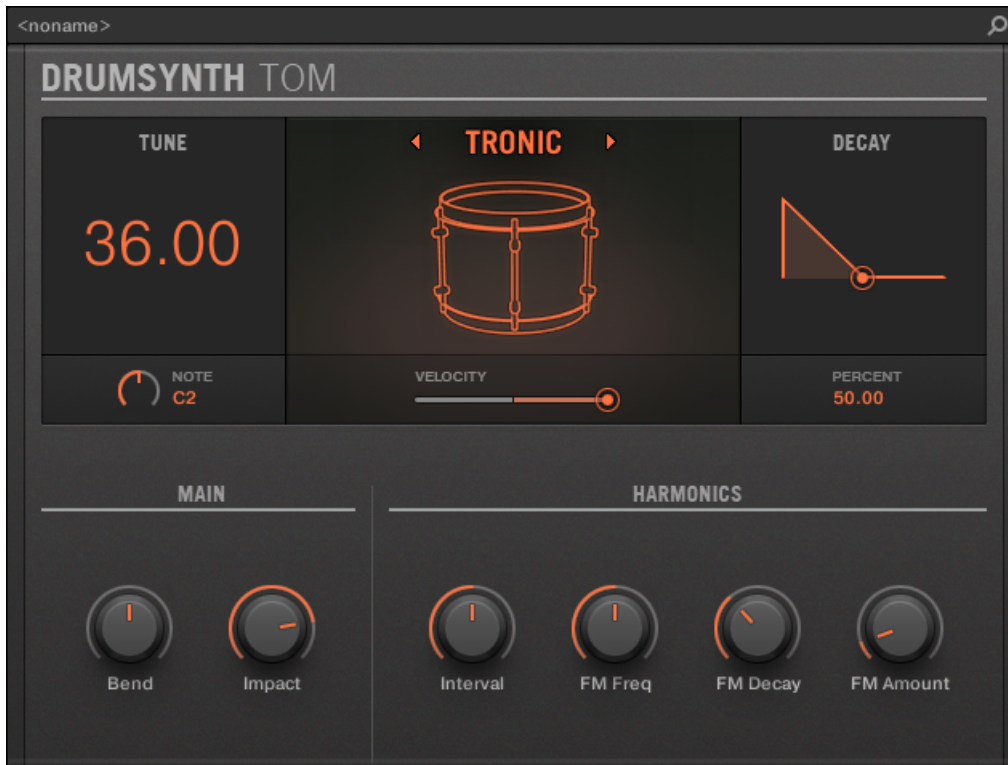 <noname>
DRUMSYNTH TOM
TUNE
TRONIC
DECAY
36.00
NOTE
C2
VELOCITY
PERCENT
50.00
MAIN
HARMONICS
Bend
Impact
Interval
FM Freq
FM Decay
FM Amount